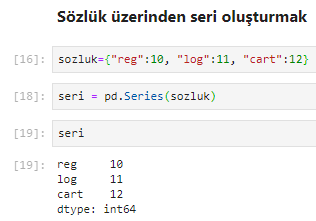 Sözlük üzerinden seri oluşturmak
[16]: sozluk={"reg":10, "log":11, "cart":12}
[18]: seri = pd.Series(sozluk)
[19]: seri
[19]: reg     10
log     11
cart    12
dtype: int64